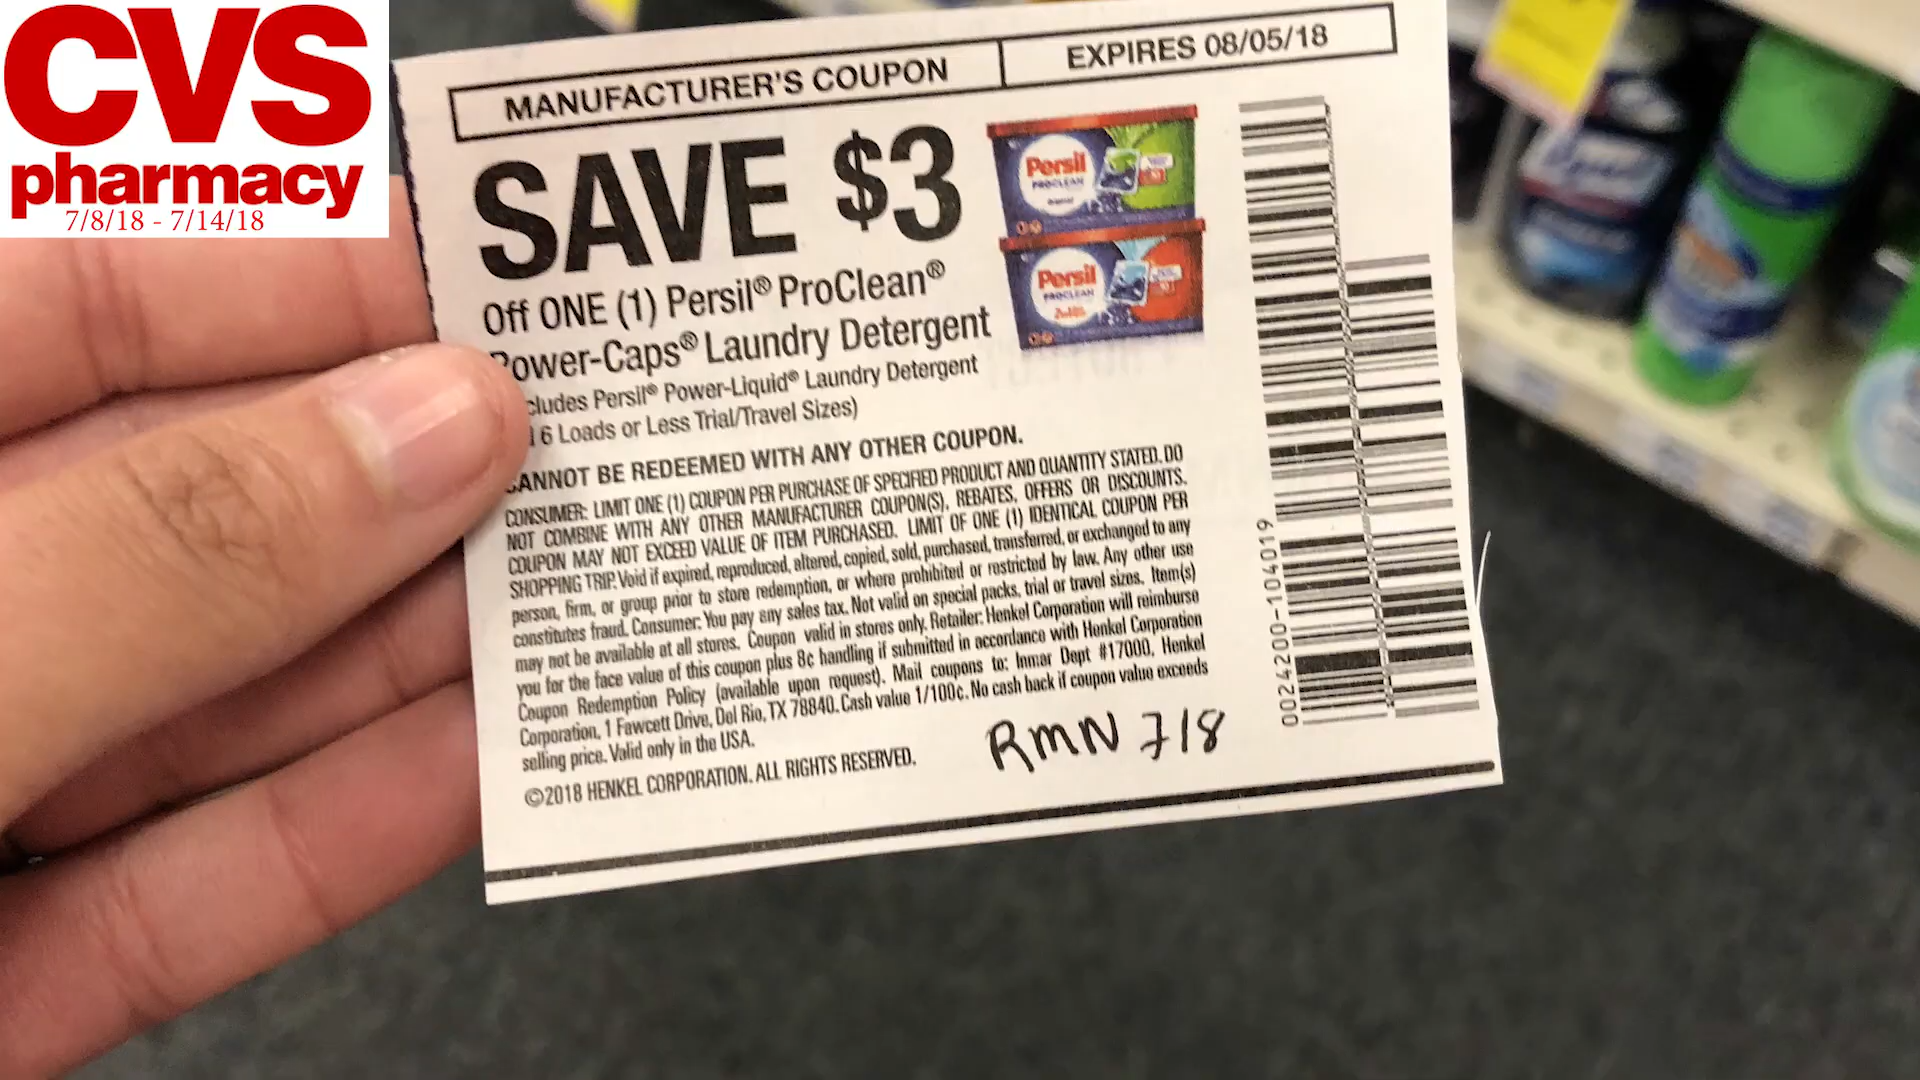 CVS
pharmacy
7/8/18 - 7/14/18
MANUFACTURER'S COUPON
EXPIRES 08/05/18
SAVE $3
Off ONE (1) Persil® ProClean®
Power-Caps® Laundry Detergent
cludes Persil® Power-Liquid® Laundry Detergent
6 Loads or Less Trial/Travel Sizes)
Persil
PROCLEAN
Persil
PROCLEAN
CANNOT BE REDEEMED WITH ANY OTHER COUPON.
CONSUMER: LIMIT ONE (1) COUPON PER PURCHASE OF SPECIFIED PRODUCT AND QUANTITY STATED. DO
NOT COMBINE WITH ANY OTHER MANUFACTURER COUPON(S), REBATES, OFFERS OR DISCOUNTS.
COUPON MAY NOT EXCEED VALUE OF ITEM PURCHASED. LIMIT OF ONE (1) IDENTICAL COUPON PER
SHOPPING TRIP. Void if expired, reproduced, altered, copied, sold, purchased, transferred, or exchanged to any
person, firm, or group prior to store redemption, or where prohibited or restricted by law. Any other use
constitutes fraud. Consumer: You pay any sales tax. Not valid on special packs, trial or travel sizes. Item(s)
may not be available at all stores. Coupon valid in stores only. Retailer: Henkel Corporation will reimburse
you for the face value of this coupon plus 8¢ handling if submitted in accordance with Henkel Corporation
Coupon Redemption Policy (available upon request). Mail coupons to: Inmar Dept #17000, Henkel
Corporation, 1 Fawcett Drive, Del Rio, TX 78840. Cash value 1/100¢. No cash back if coupon value exceeds
selling price. Valid only in the USA.
©2018 HENKEL CORPORATION. ALL RIGHTS RESERVED.
RMN 7/8
0024200-104019